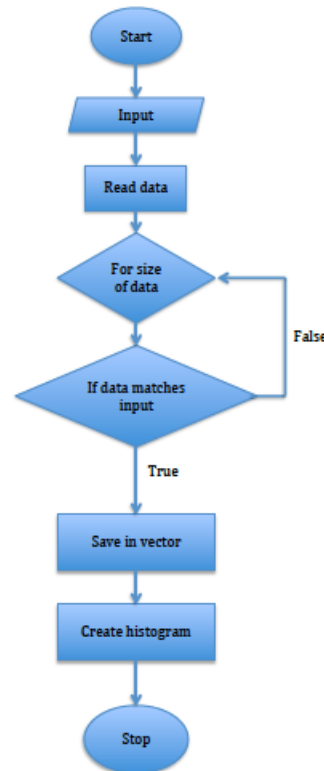 Start
Input
Read data
For size
of data
False
If data matches
input
True
Save in vector
Create histogram
Stop